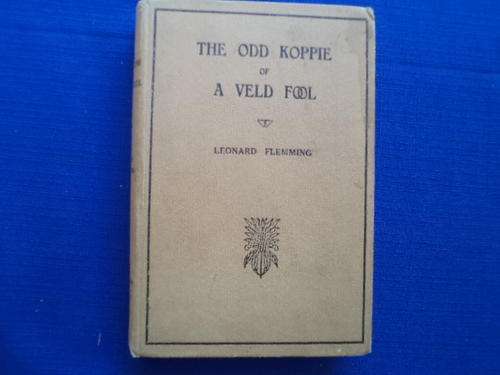 THE ODD KOPPIE
OF
A VELD FOOL
LEONARD FLEMMING